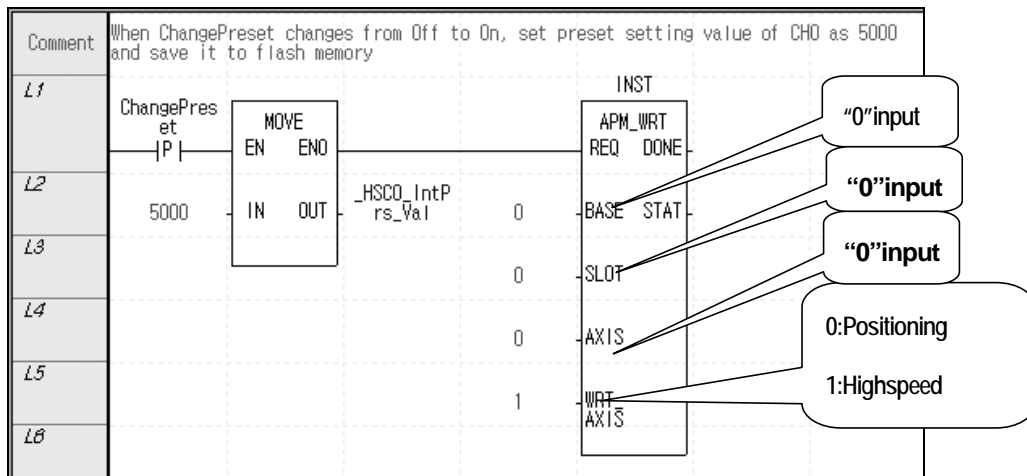 Comment
When ChangePreset changes from Off to On, set preset setting value of CH0 as 5000
and save it to flash memory
L1
INST
ChangePres
et
MOVE
APM_WRT
"0"input
P
EN ENO
REQ DONE
L2
"0"input
5000
IN OUT
_HSC0_IntP
rs_Val
0
BASE STAT
L3
"0"input
0
SLOT
L4
0
AXIS
0:Positioning
L5
1:Highspeed
1
WRT_
AXIS
L6